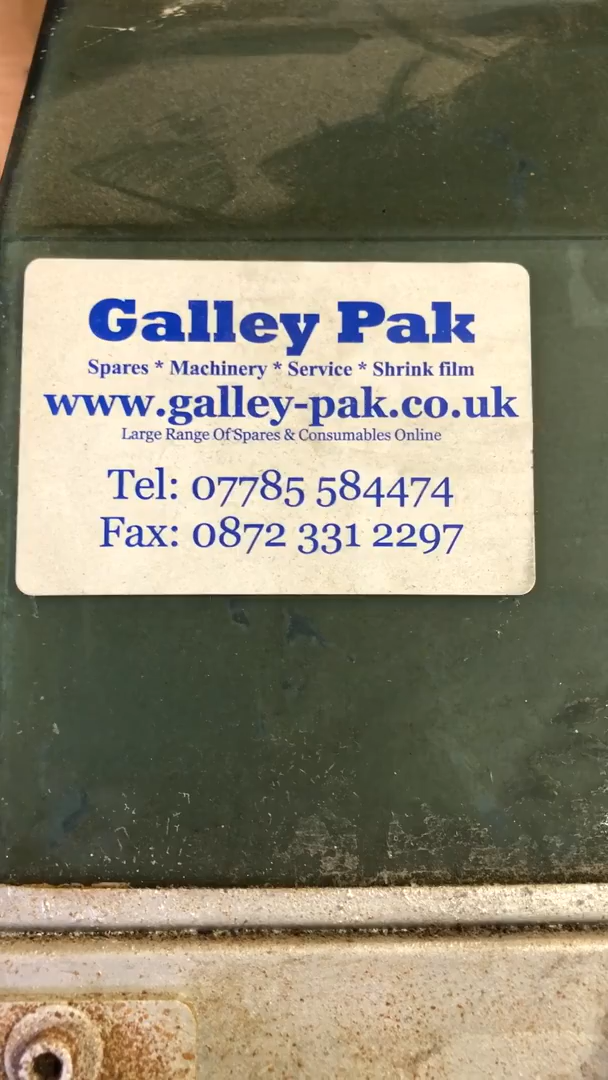 Galley Pak
Spares * Machinery * Service * Shrink film
www.galley-pak.co.uk
Large Range Of Spares & Consumables Online
Tel: 07785 584474
Fax: 0872 331 2297